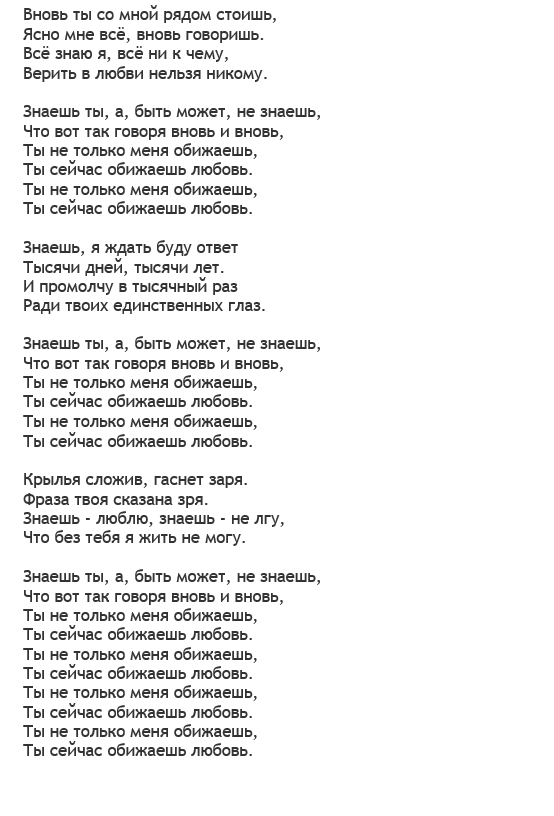 Вновь ты со мной рядом стоишь,
Ясно мне всё, вновь говоришь.
Всё знаю я, всё ни к чему,
Верить в любви нельзя никому.

Знаешь ты, а, быть может, не знаешь,
Что вот так говоря вновь и вновь,
Ты не только меня обижаешь,
Ты сейчас обижаешь любовь.
Ты не только меня обижаешь,
Ты сейчас обижаешь любовь.

Знаешь, я ждать буду ответ
Тысячи дней, тысячи лет.
И промолчу в тысячный раз
Ради твоих единственных глаз.

Знаешь ты, а, быть может, не знаешь,
Что вот так говоря вновь и вновь,
Ты не только меня обижаешь,
Ты сейчас обижаешь любовь.
Ты не только меня обижаешь,
Ты сейчас обижаешь любовь.

Крылья сложив, гаснет заря.
Фраза твоя сказана зря.
Знаешь - люблю, знаешь - не лгу,
Что без тебя я жить не могу.

Знаешь ты, а, быть может, не знаешь,
Что вот так говоря вновь и вновь,
Ты не только меня обижаешь,
Ты сейчас обижаешь любовь.
Ты не только меня обижаешь,
Ты сейчас обижаешь любовь.
Ты не только меня обижаешь,
Ты сейчас обижаешь любовь.
Ты не только меня обижаешь,
Ты сейчас обижаешь любовь.